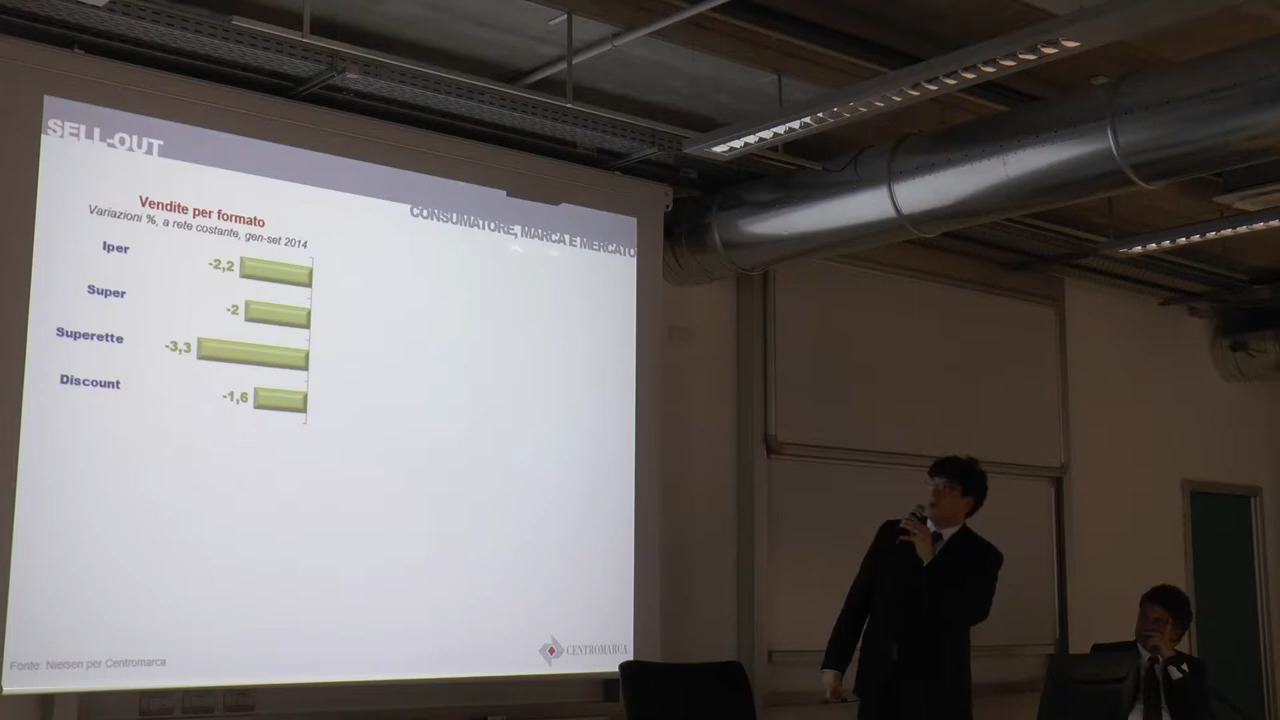 SELL-OUT
CONSUMATORE, MARCA E MERCATO
Vendite per formato
Variazioni %, a rete costante, gen-set 2014
Iper -2,2
Super -2
Superette -3,3
Discount -1,6
Fonte: Nielsen per Centromarca
CENTROMARCA